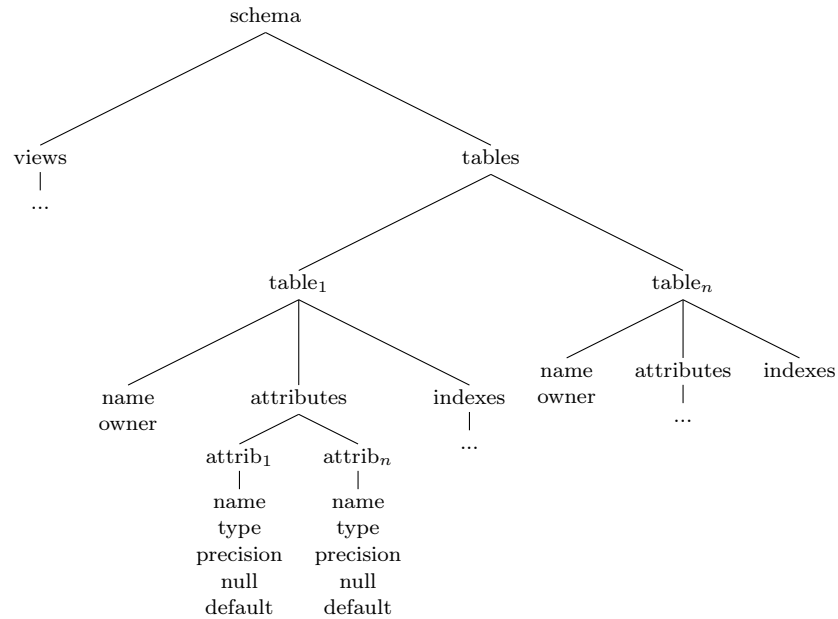 schema
views tables
...
table₁ tableₙ
name attributes indexes
owner
...
name attributes indexes
owner
...
attrib₁ attribₙ
name name
type type
precision precision
null null
default default